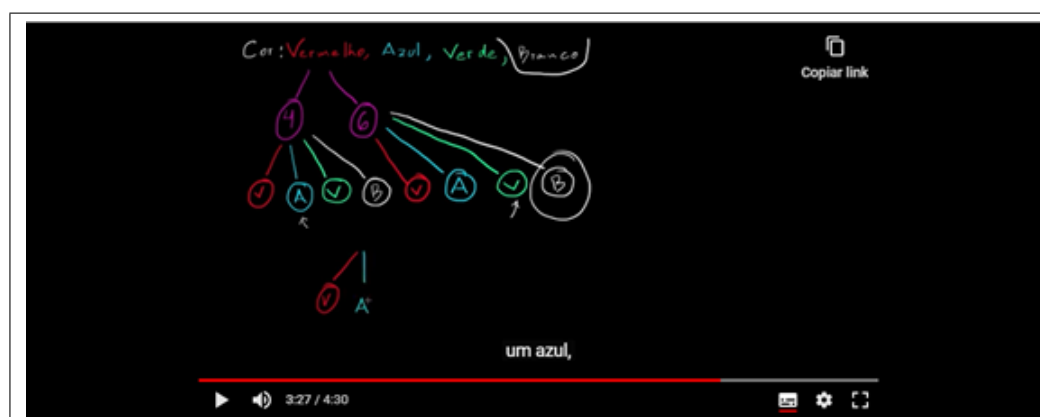 Cor: Vermelho, Azul, Verde, Branco
Copiar link
4 6
V A V B V A V B
V A
um azul,
3:27 / 4:30